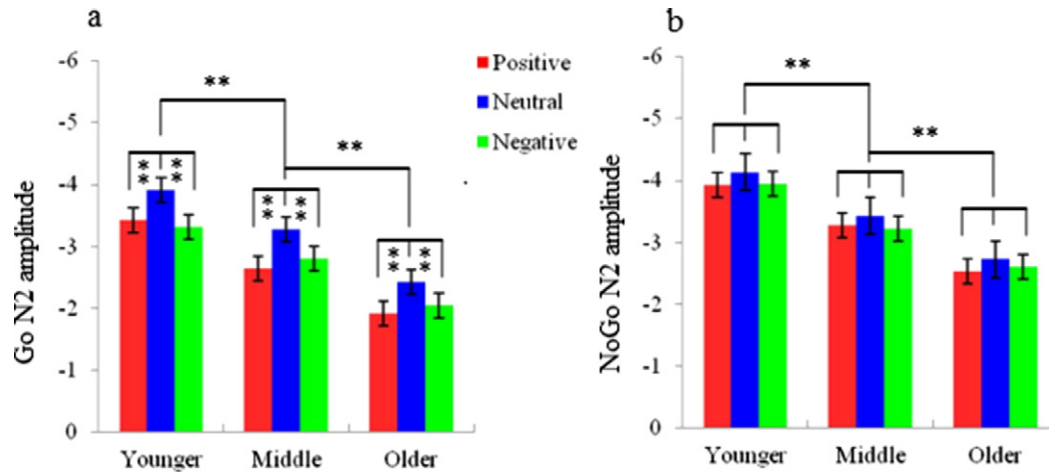 a
-6
-5
-4
-3
-2
-1
0
Go N2 amplitude
**
**
** **
** **
** **
Younger Middle Older
Positive
Neutral
Negative
b
-6
-5
-4
-3
-2
-1
0
NoGo N2 amplitude
**
**
Younger Middle Older